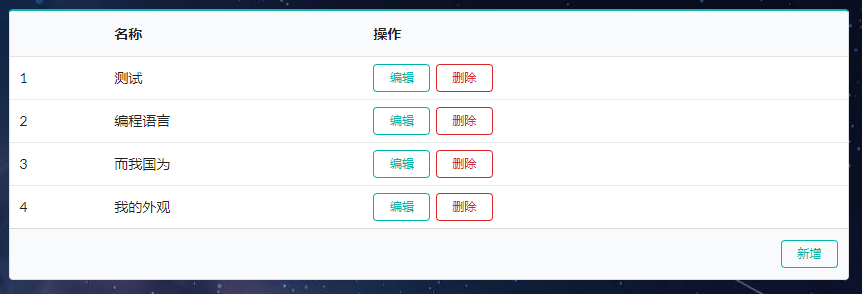 名称 操作
1 测试 编辑 删除
2 编程语言 编辑 删除
3 而我国为 编辑 删除
4 我的外观 编辑 删除
新增